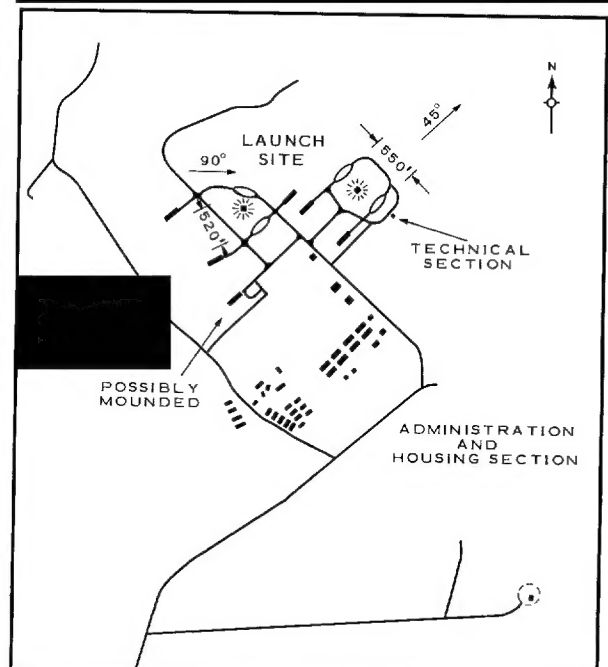 N
45°
550'
LAUNCH
SITE
90°
520'
TECHNICAL
SECTION
POSSIBLY
MOUNDED
ADMINISTRATION
AND
HOUSING SECTION